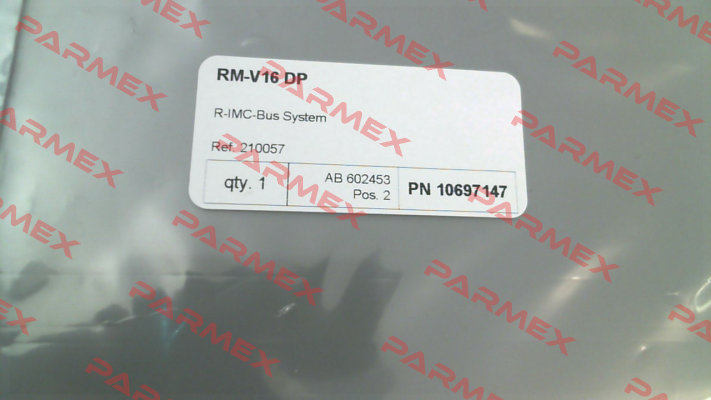 RM-V16 DP
R-IMC-Bus System
Ref. 210057
qty. 1
AB 602453
Pos. 2
PN 10697147
PARMEX